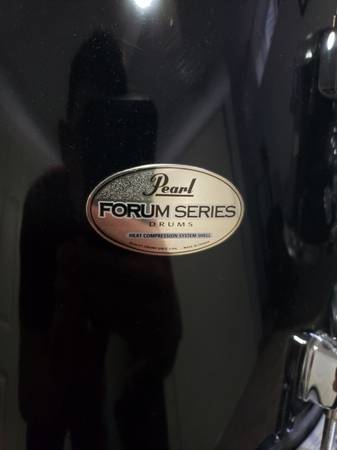 Pearl
FORUM SERIES
DRUMS
HEAT COMPRESSION SYSTEM SHELL